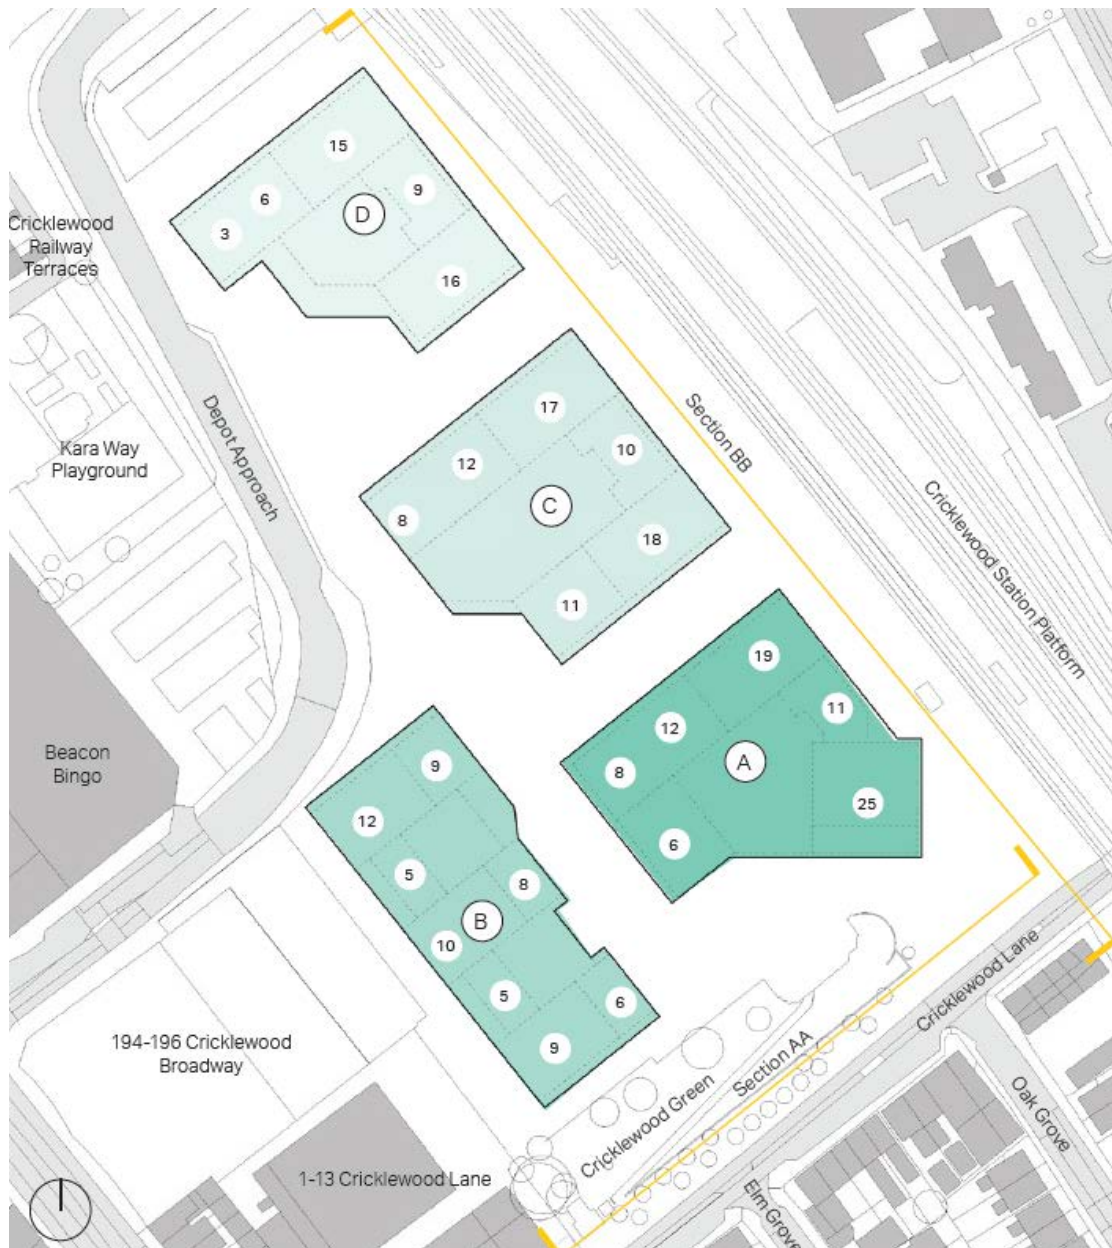 15
9
6
D
3
16
Cricklewood
Railway
Terraces
Depot Approach
Kara Way
Playground
Section BB
Cricklewood Station Platform
17
10
12
C
8
18
11
19
11
12
A
8
25
6
9
12
5
8
B
10
5
6
9
Beacon
Bingo
194-196 Cricklewood
Broadway
1-13 Cricklewood Lane
Cricklewood Green
Section AA
Cricklewood Lane
Oak Grove
Elm Grove